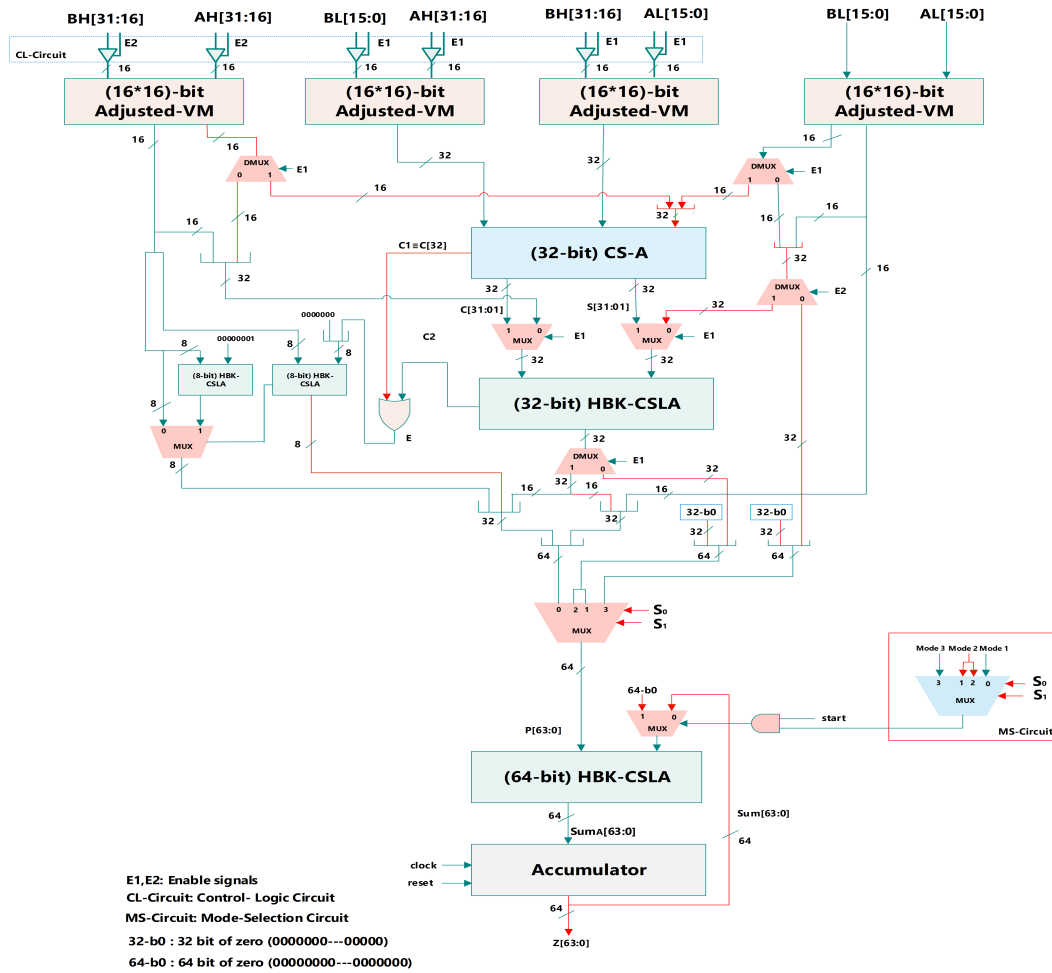 BH[31:16]
AH[31:16]
BL[15:0]
AH[31:16]
BH[31:16]
AL[15:0]
BL[15:0]
AL[15:0]
E2
E2
E1
E1
E1
E1
CL-Circuit
16
16
16
16
16
16
(16*16)-bit
Adjusted-VM
(16*16)-bit
Adjusted-VM
(16*16)-bit
Adjusted-VM
(16*16)-bit
Adjusted-VM
16
16
32
32
16
DMUX
0 1
E1
DMUX
1 0
E1
16
16
32
16
16
16
16
32
C1≡C[32]
(32-bit) CS-A
32
16
32
32
32
DMUX
1 0
E2
C[31:01]
S[31:01]
32
0000000
00000001
C2
1 0
MUX
E1
1 0
MUX
E1
8
8
8
32
32
(8-bit) HBK-
CSLA
(8-bit) HBK-
CSLA
(32-bit) HBK-CSLA
8
0 1
MUX
E
8
8
32
DMUX
1 0
E1
32
32
32
16
16
16
32
32
32-b0
32-b0
32
32
64
64
64
0 2 1 3
MUX
S0
S1
64
Mode 3 Mode 2 Mode 1
3 1 2 0
MUX
S0
S1
MS-Circuit
64-b0
1 0
MUX
start
P[63:0]
(64-bit) HBK-CSLA
64
SumA[63:0]
Sum[63:0]
64
clock
reset
Accumulator
64
Z[63:0]
E1,E2: Enable signals
CL-Circuit: Control- Logic Circuit
MS-Circuit: Mode-Selection Circuit
32-b0 : 32 bit of zero (0000000---00000)
64-b0 : 64 bit of zero (00000000---0000000)